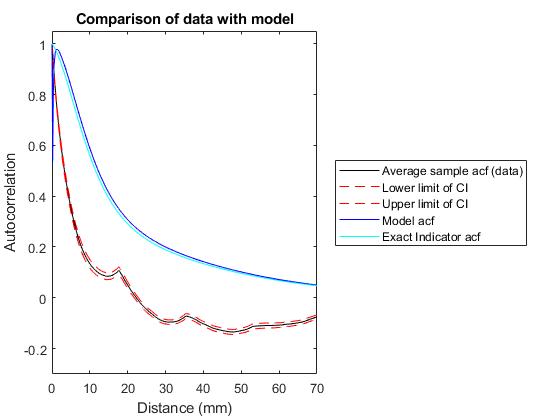 Comparison of data with model
1
0.8
0.6
0.4
0.2
0
-0.2
Autocorrelation
0 10 20 30 40 50 60 70
Distance (mm)
Average sample acf (data)
Lower limit of CI
Upper limit of CI
Model acf
Exact Indicator acf